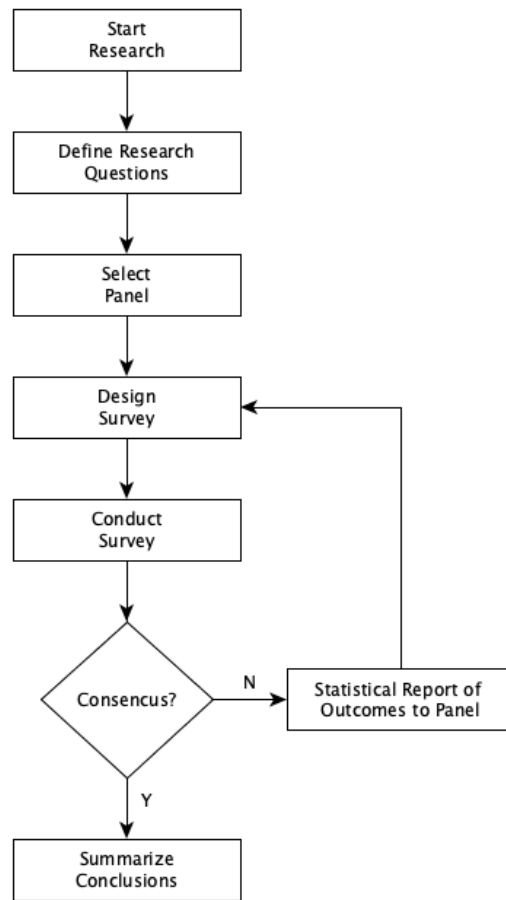 Start
Research
Define Research
Questions
Select
Panel
Design
Survey
Conduct
Survey
Consencus?
N
Statistical Report of
Outcomes to Panel
Y
Summarize
Conclusions